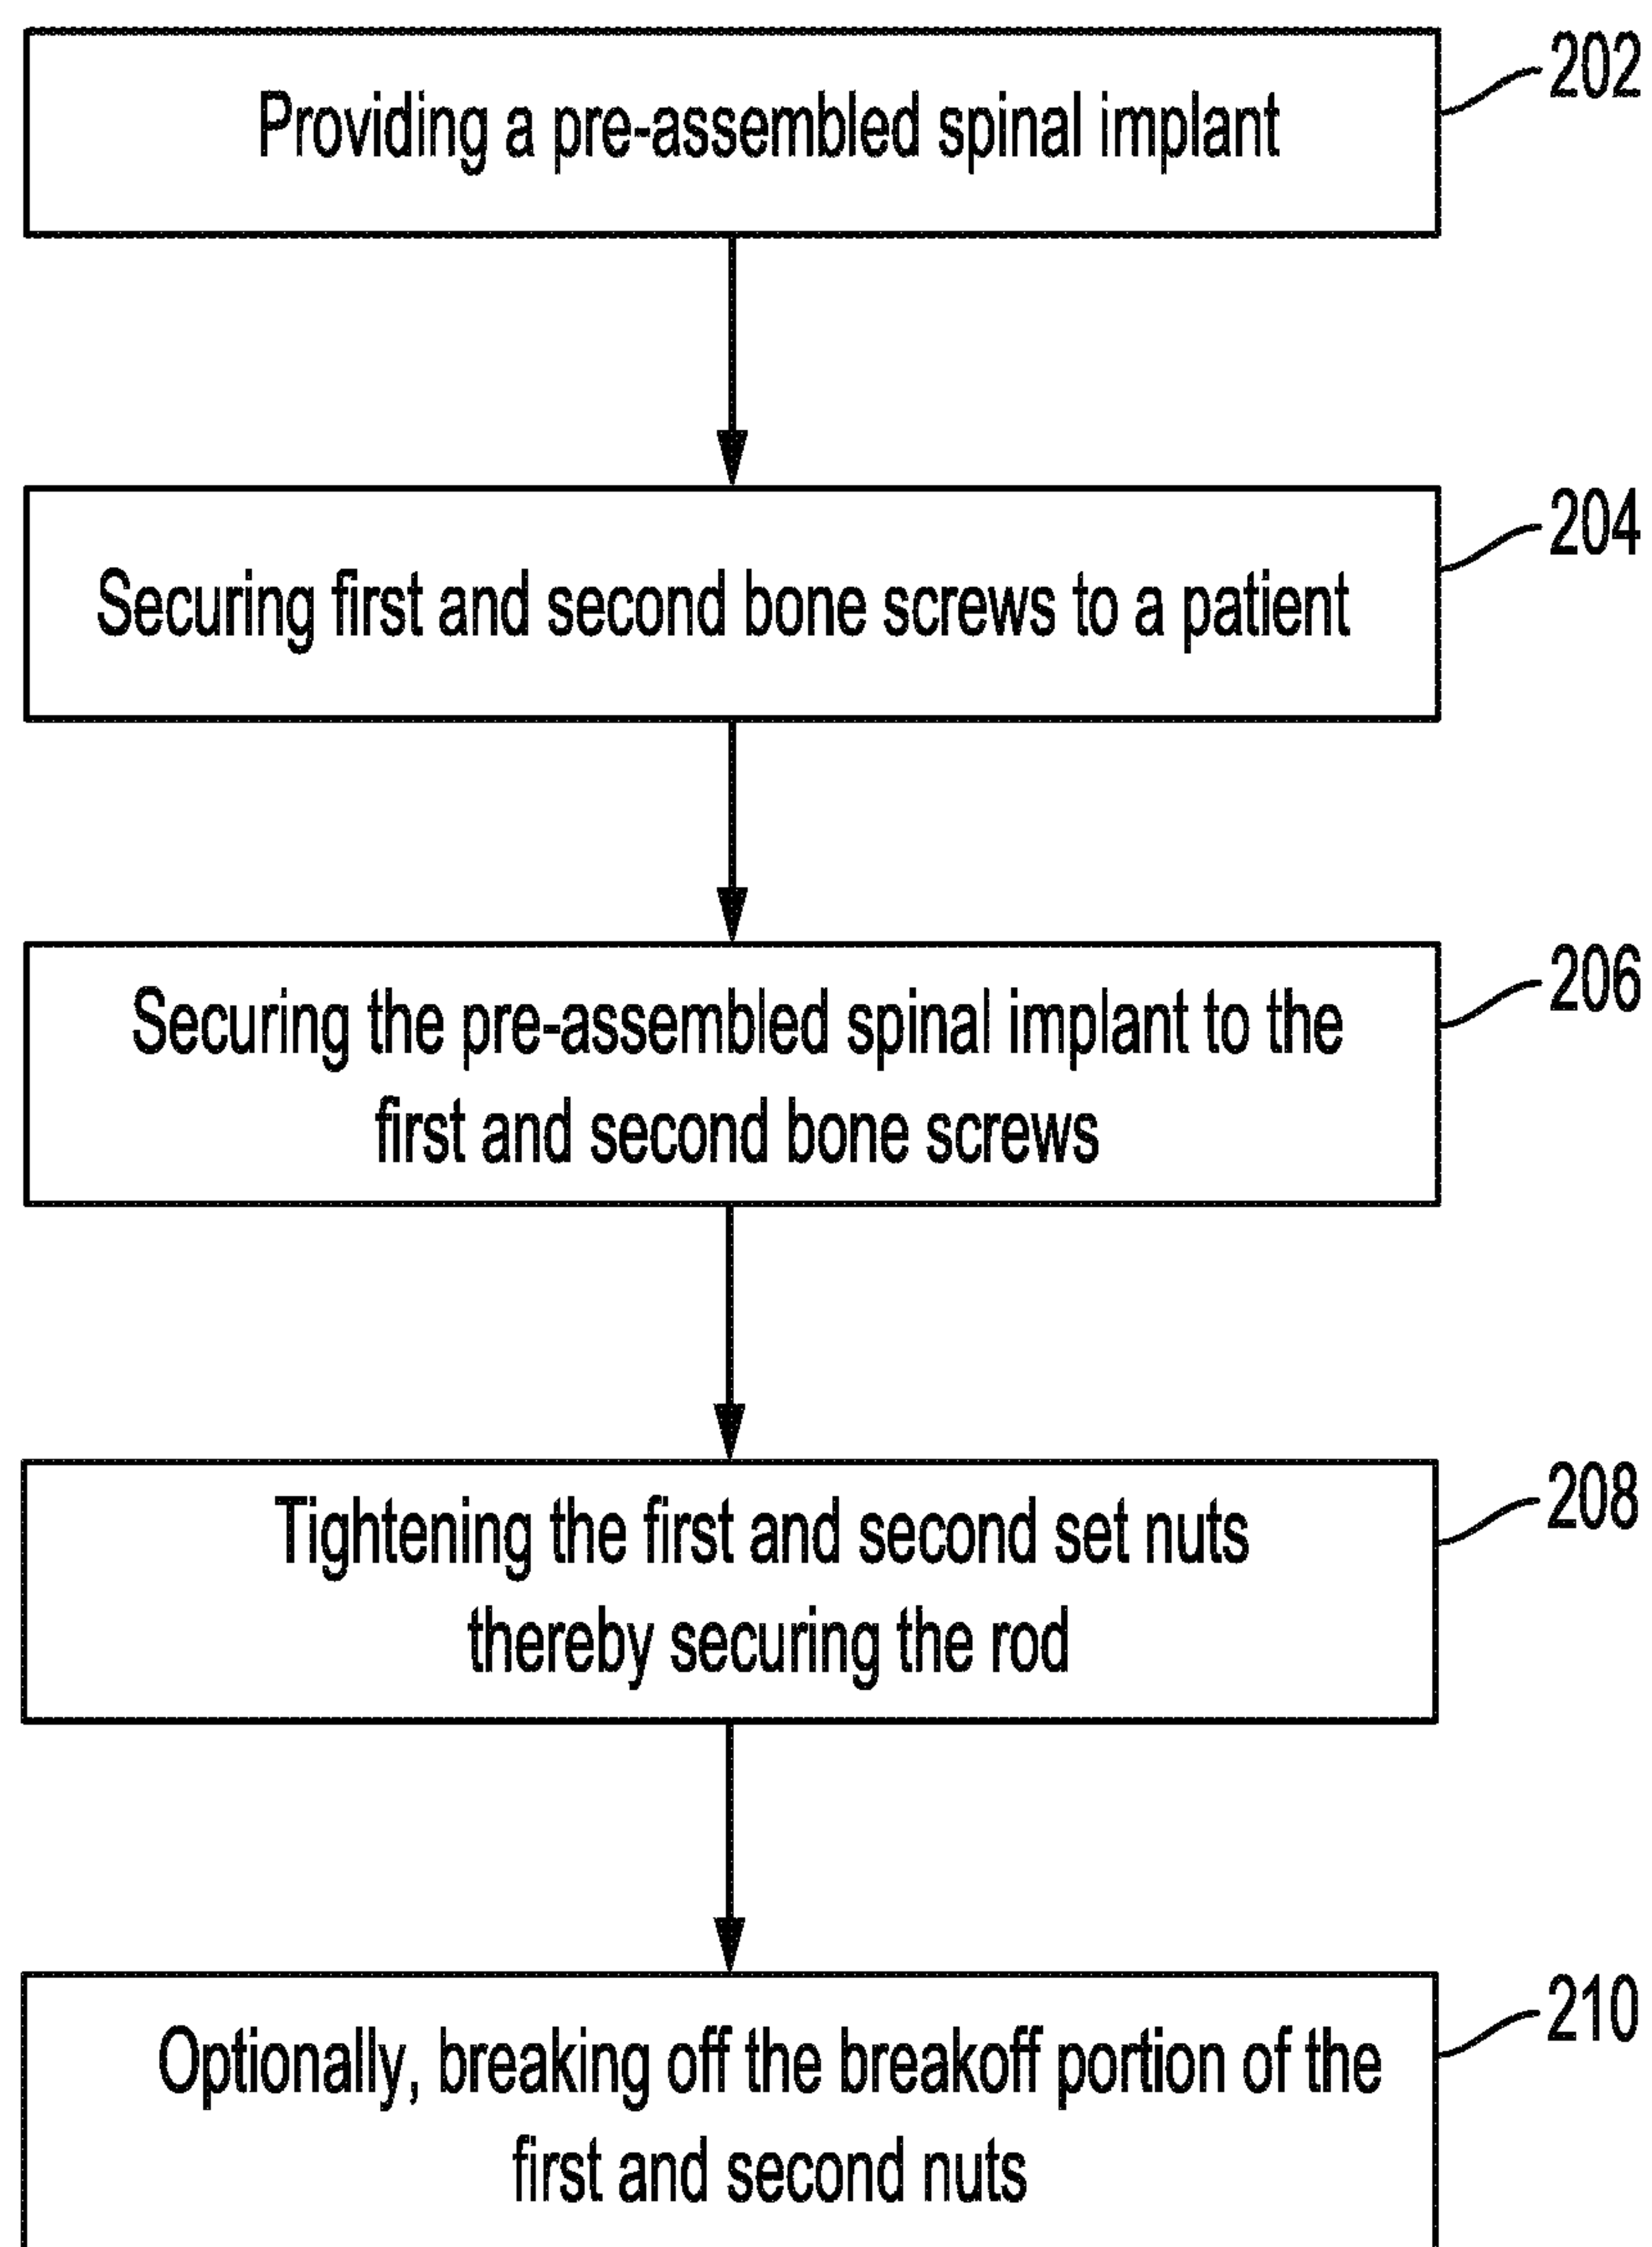 Providing a pre-assembled spinal implant
202
Securing first and second bone screws to a patient
204
Securing the pre-assembled spinal implant to the
first and second bone screws
206
Tightening the first and second set nuts
thereby securing the rod
208
Optionally, breaking off the breakoff portion of the
first and second nuts
210